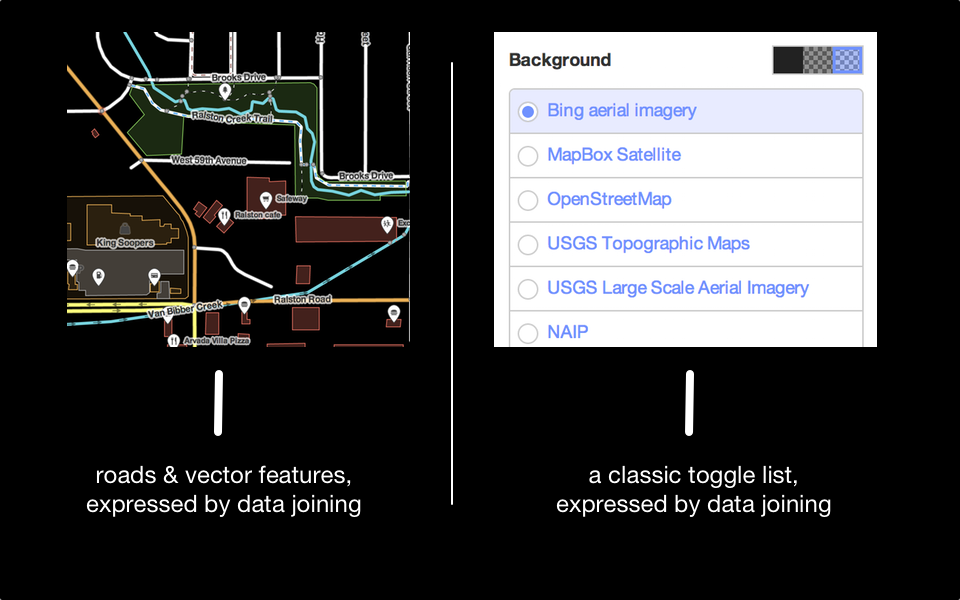 Brooks Drive
Ralston Creek Trail
West 59th Avenue
Brooks Drive
Safeway
Ralston cafe
King Soopers
Ralston Road
Van Bibber Creek
Arvada Villa Pizza
roads & vector features,
expressed by data joining
Background
Bing aerial imagery
MapBox Satellite
OpenStreetMap
USGS Topographic Maps
USGS Large Scale Aerial Imagery
NAIP
a classic toggle list,
expressed by data joining